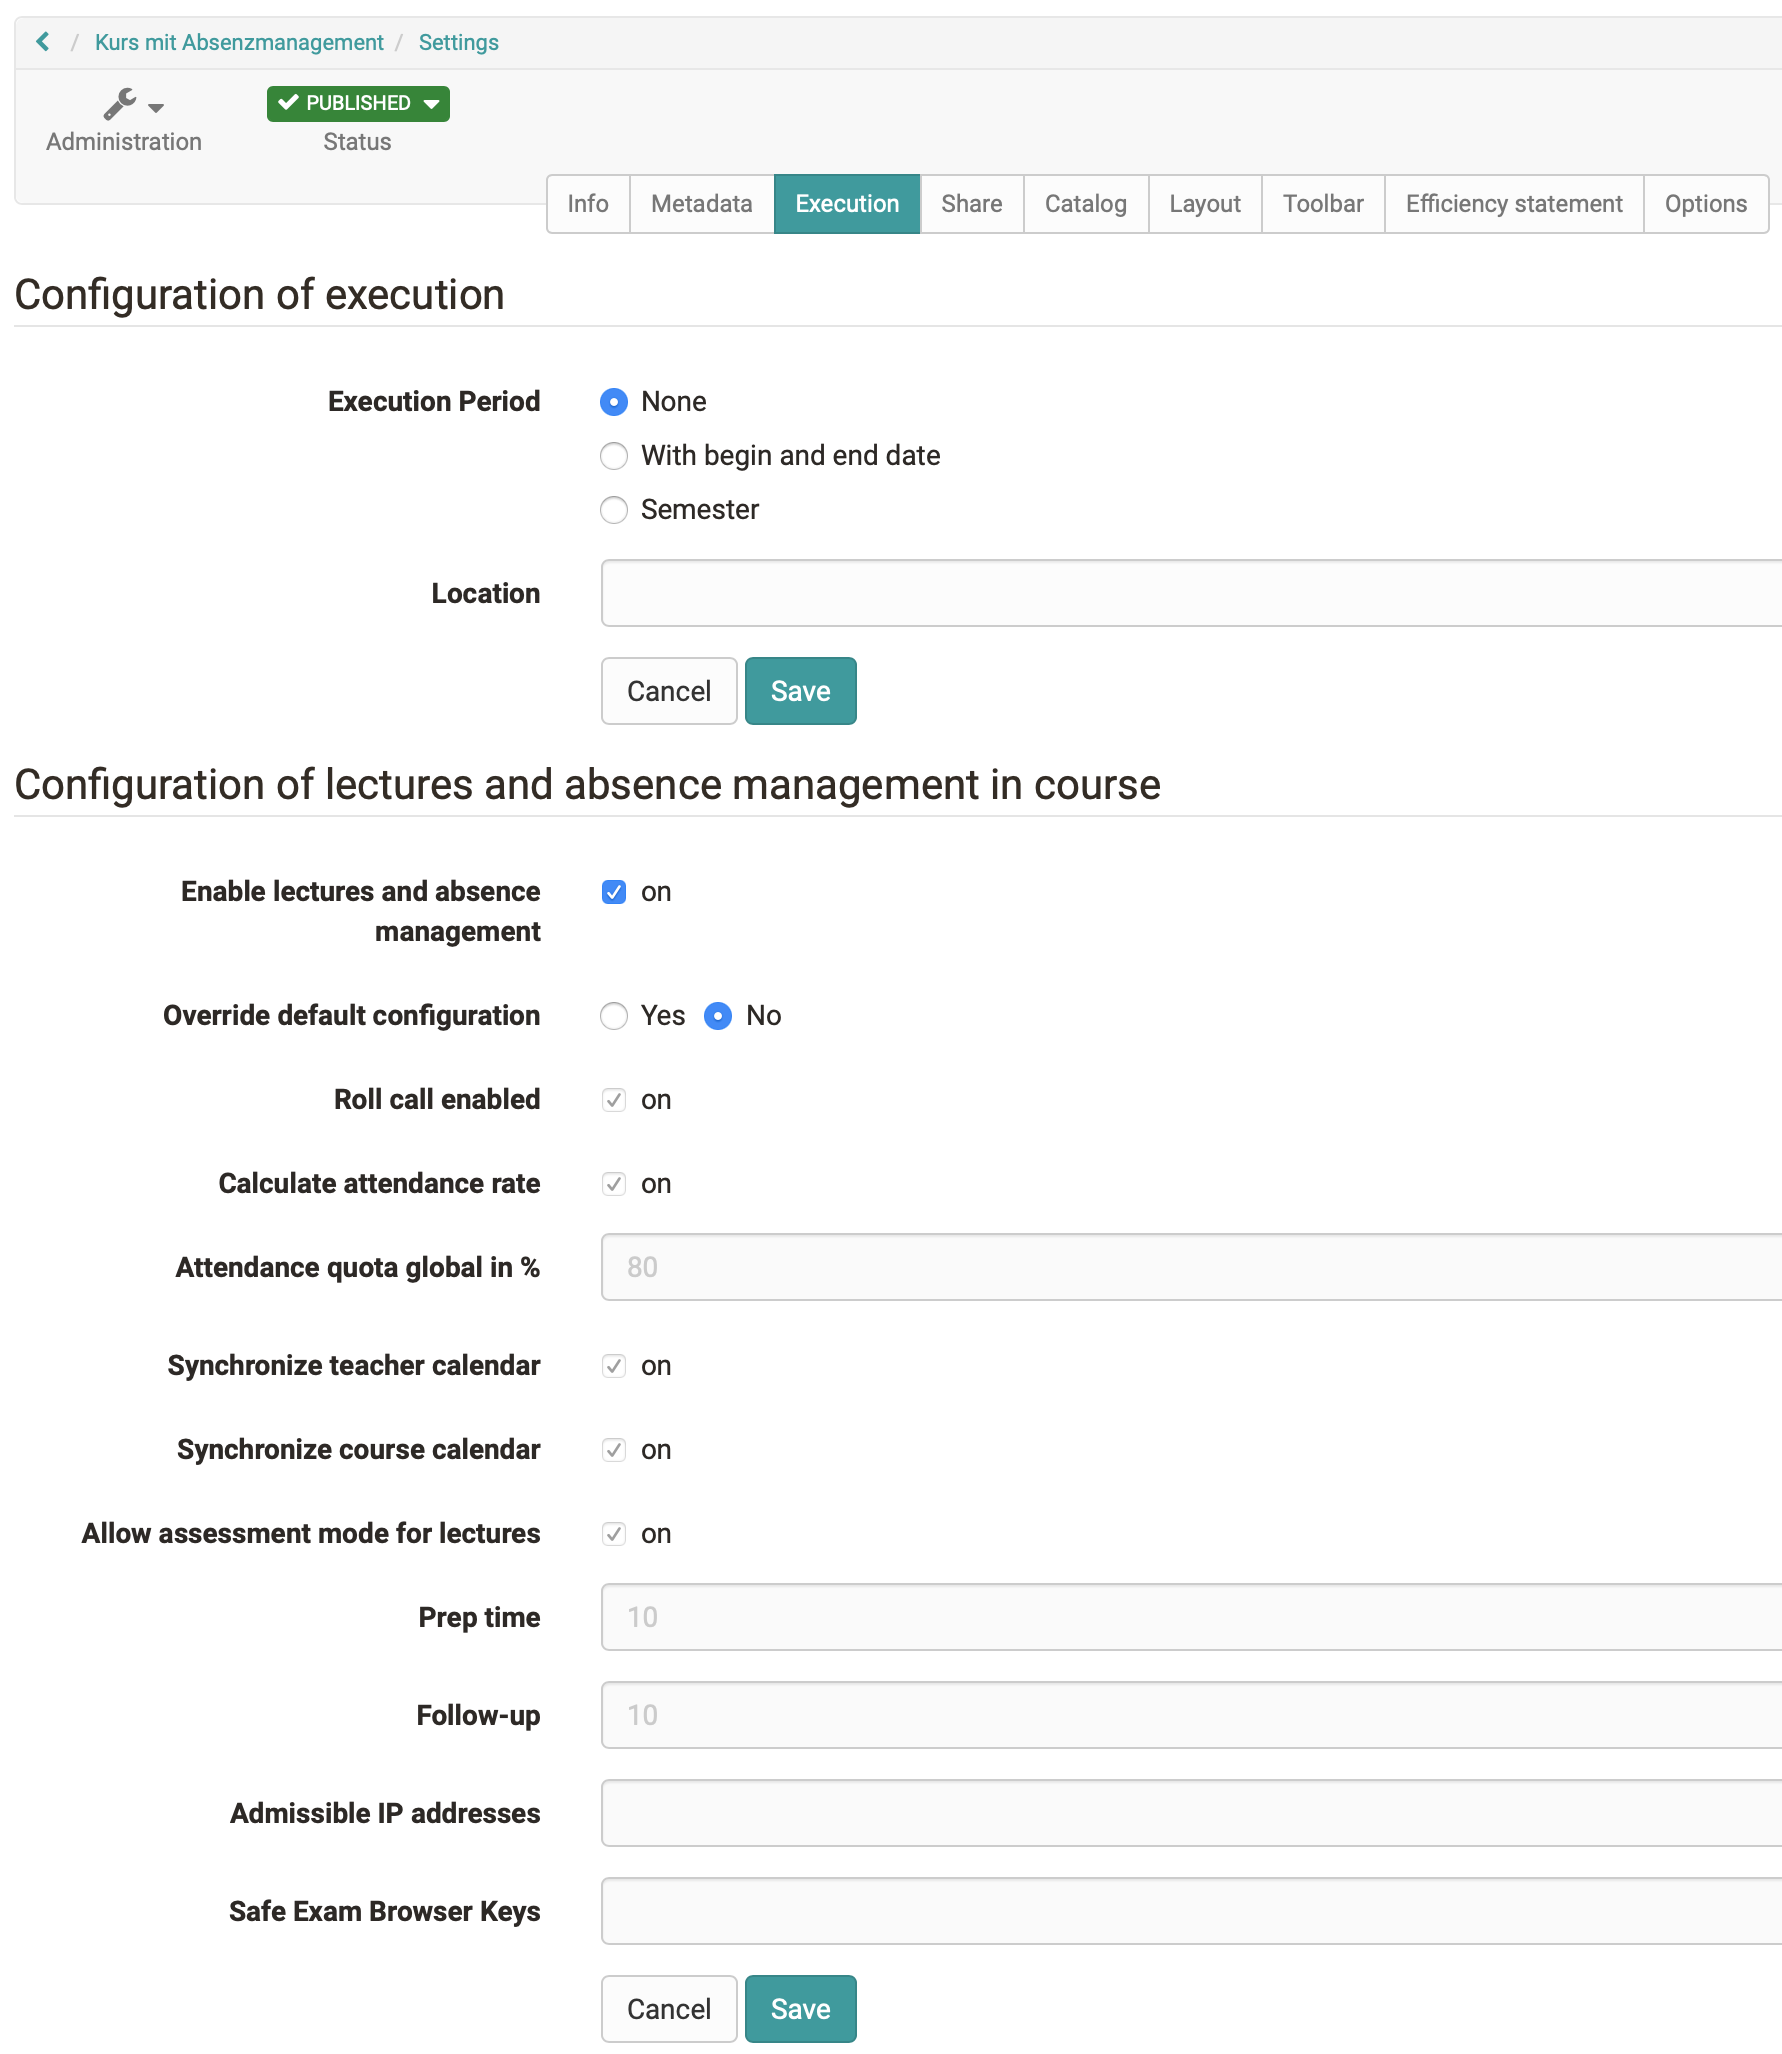 / Kurs mit Absenzmanagement / Settings
Administration
PUBLISHED
Status
Info Metadata Execution Share Catalog Layout Toolbar Efficiency statement Options
Configuration of execution
Execution Period None
With begin and end date
Semester
Location
Cancel Save
Configuration of lectures and absence management in course
Enable lectures and absence on
management
Override default configuration Yes No
Roll call enabled on
Calculate attendance rate on
Attendance quota global in % 80
Synchronize teacher calendar on
Synchronize course calendar on
Allow assessment mode for lectures on
Prep time 10
Follow-up 10
Admissible IP addresses
Safe Exam Browser Keys
Cancel Save